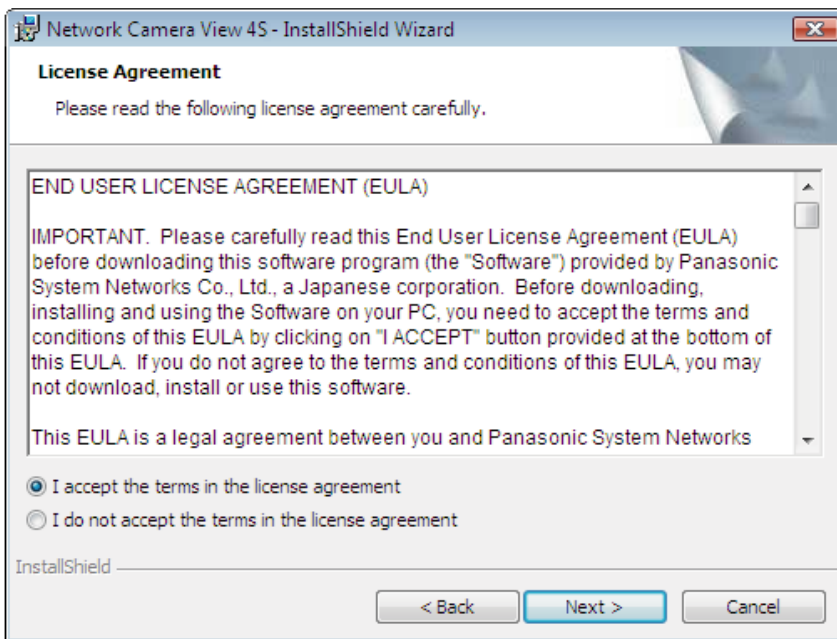 Network Camera View 4S - InstallShield Wizard
License Agreement
Please read the following license agreement carefully.
END USER LICENSE AGREEMENT (EULA)
IMPORTANT.  Please carefully read this End User License Agreement (EULA)
before downloading this software program (the "Software") provided by Panasonic
System Networks Co., Ltd., a Japanese corporation.  Before downloading,
installing and using the Software on your PC, you need to accept the terms and
conditions of this EULA by clicking on "I ACCEPT" button provided at the bottom of
this EULA.  If you do not agree to the terms and conditions of this EULA, you may
not download, install or use this software.
This EULA is a legal agreement between you and Panasonic System Networks
I accept the terms in the license agreement
I do not accept the terms in the license agreement
InstallShield
< Back
Next >
Cancel